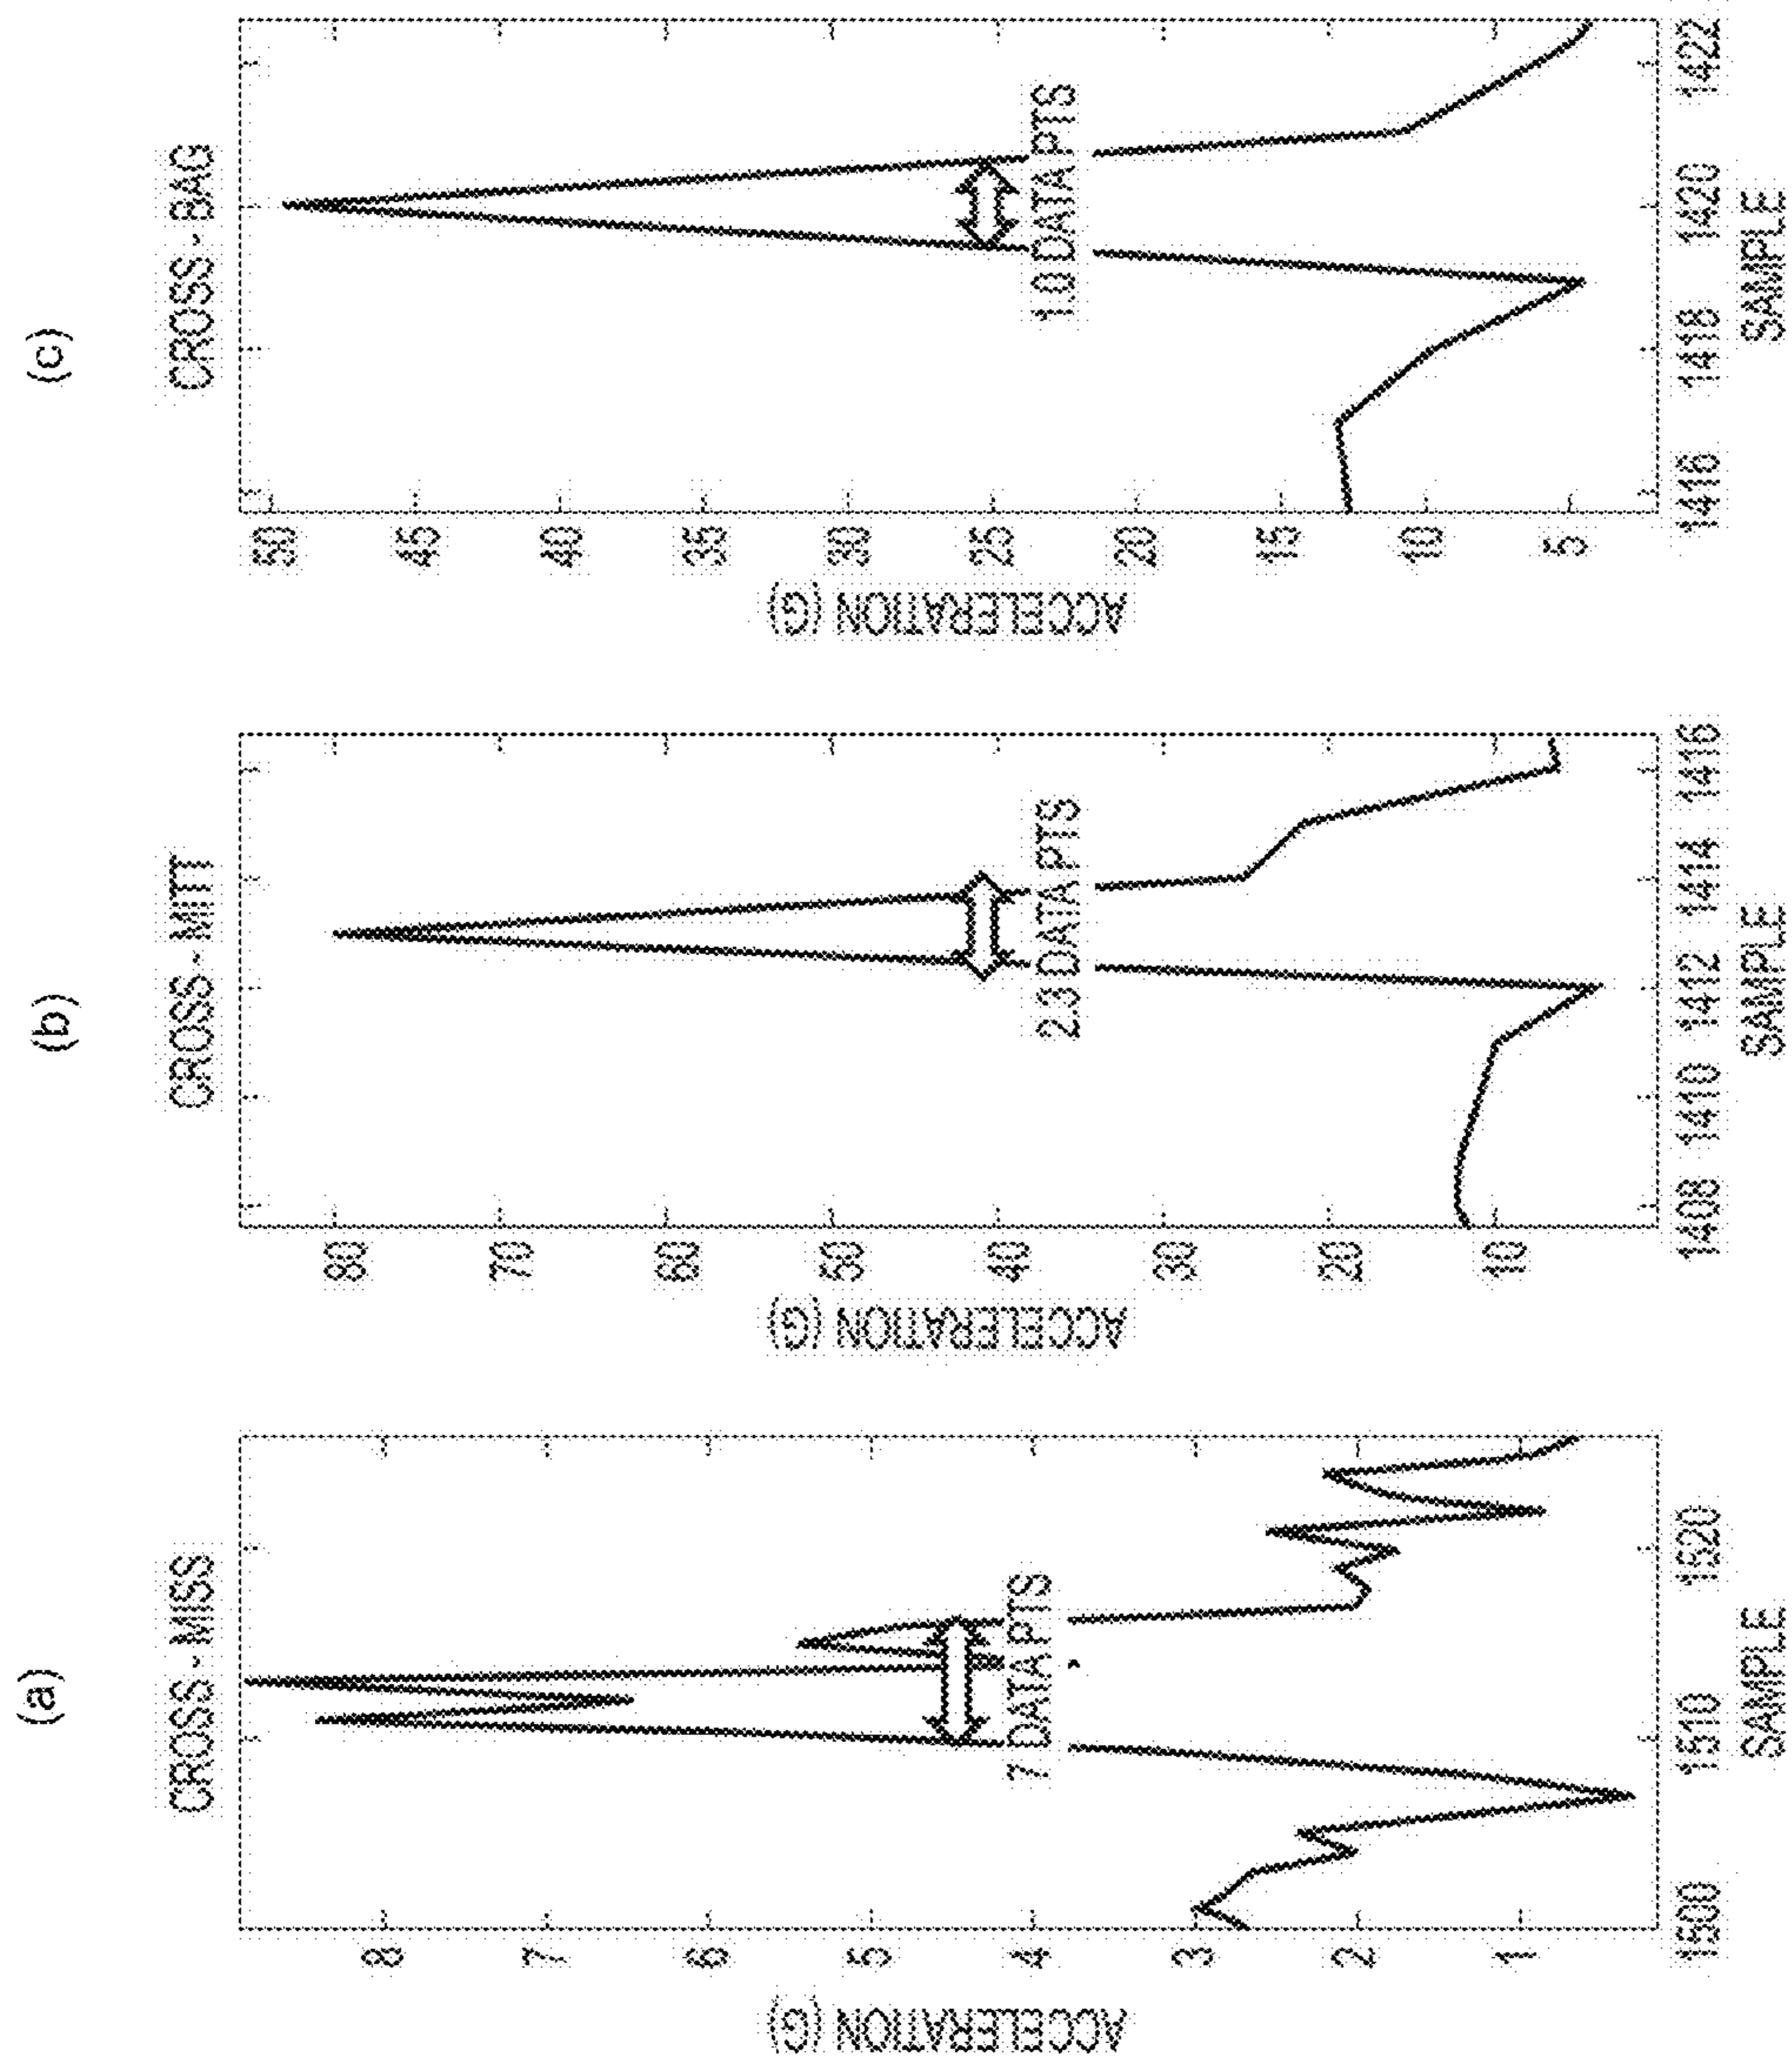 (a)
CROSS - MISS
ACCELERATION (G)
8
7
6
5
4
3
2
1
7 DATA PTS
1500
1510
1520
SAMPLE
(b)
CROSS - MITT
ACCELERATION (G)
80
70
60
50
40
30
20
10
2.3 DATA PTS
1408
1410
1412
1414
1416
SAMPLE
(c)
CROSS - BAG
ACCELERATION (G)
50
45
40
35
30
25
20
15
10
5
1.0 DATA PTS
1416
1418
1420
1422
SAMPLE